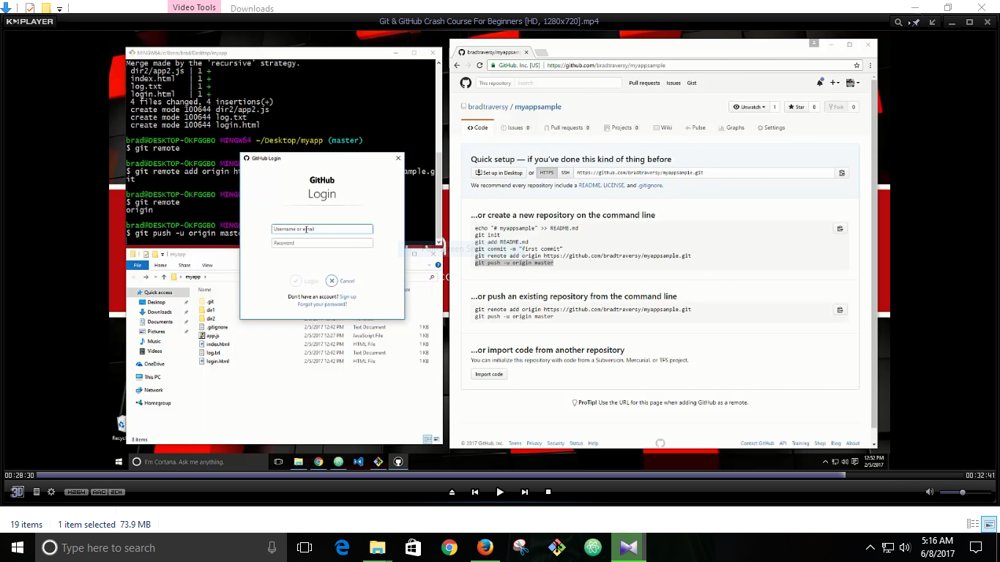 Video Tools
Downloads
KMPLAYER
Git & GitHub Crash Course For Beginners [HD, 1280x720].mp4
MINGW64:/c/Users/brad/Desktop/myapp
Merge made by the 'recursive' strategy.
dir2/app2.js | 1 +
index.html | 1 +
log.txt | 1 +
login.html | 1 +
4 files changed, 4 insertions(+)
create mode 100644 dir2/app2.js
create mode 100644 log.txt
create mode 100644 login.html
brad@DESKTOP-0KFGGBO MINGW64 ~/Desktop/myapp (master)
$ git remote
brad@DESKTOP-0KFGGBO MING
$ git remote add origin h
ample.g
it
brad@DESKTOP-0KFGGBO MING
$ git remote
origin
brad@DESKTOP-0KFGGBO MING
$ git push -u origin mast
GitHub Login
GitHub
Login
Username or email
Password
Login
Cancel
Don't have an account? Sign up
Forgot your password?
myapp
File Home Share View
myapp
Quick access
Desktop
Downloads
Documents
Pictures
Music
Videos
OneDrive
This PC
Network
Homegroup
Name
.git
dir1
dir2
.gitignore 2/5/2017 12:42 PM Text Document 1 KB
app.js 2/5/2017 12:27 PM JavaScript File 1 KB
index.html 2/5/2017 12:42 PM HTML File 1 KB
log.txt 2/5/2017 12:42 PM Text Document 1 KB
login.html 2/5/2017 12:42 PM HTML File 1 KB
8 items
bradtraversy/myappsam
GitHub, Inc. [US] https://github.com/bradtraversy/myappsample
This repository Search Pull requests Issues Gist
bradtraversy / myappsample
Unwatch 1 Star 0 Fork 0
Code Issues 0 Pull requests 0 Projects 0 Wiki Pulse Graphs Settings
Quick setup — if you've done this kind of thing before
Set up in Desktop or HTTPS SSH https://github.com/bradtraversy/myappsample.git
We recommend every repository include a README, LICENSE, and .gitignore.
...or create a new repository on the command line
echo "# myappsample" >> README.md
git init
git add README.md
git commit -m "first commit"
git remote add origin https://github.com/bradtraversy/myappsample.git
git push -u origin master
...or push an existing repository from the command line
git remote add origin https://github.com/bradtraversy/myappsample.git
git push -u origin master
...or import code from another repository
You can initialize this repository with code from a Subversion, Mercurial, or TFS project.
Import code
ProTip! Use the URL for this page when adding GitHub as a remote.
© 2017 GitHub, Inc. Terms Privacy Security Status Help
Contact GitHub API Training Shop Blog About
Recyc
I'm Cortana. Ask me anything.
12:52 PM
2/5/2017
00:28:30
00:32:41
3D
H264 AAC 2CH
19 items 1 item selected 73.9 MB
Type here to search
5:16 AM
6/8/2017